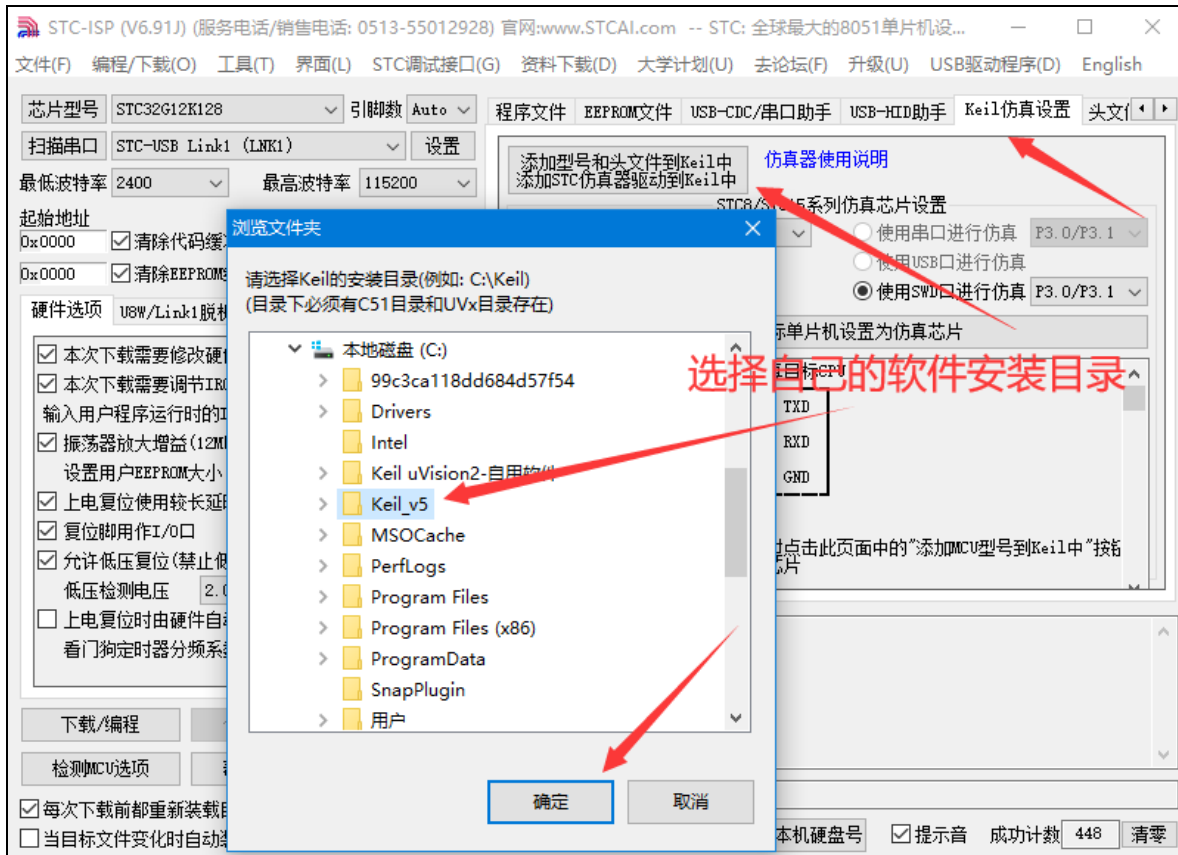 STC-ISP (V6.91J) (服务电话/销售电话: 0513-55012928) 官网:www.STCAI.com -- STC: 全球最大的8051单片机设...
文件(F) 编程/下载(O) 工具(T) 界面(L) STC调试接口(G) 资料下载(D) 大学计划(U) 去论坛(F) 升级(U) USB驱动程序(D) English
芯片型号 STC32G12K128 引脚数 Auto
程序文件 EEPROM文件 USB-CDC/串口助手 USB-HID助手 Keil仿真设置 头文
扫描串口 STC-USB Link1 (LNK1) 设置
最低波特率 2400 最高波特率 115200
添加型号和头文件到Keil中
添加STC仿真器驱动到Keil中
仿真器使用说明
起始地址
0x0000 清除代码缓
0x0000 清除EEPROM
硬件选项 U8W/Link1脱机
系列仿真芯片设置
使用串口进行仿真 P3.0/P3.1
使用USB口进行仿真
使用SWD口进行仿真 P3.0/P3.1
单片机设置为仿真芯片
选择自己的软件安装目录
目标CPU
TXD
RXD
GND
点击此页面中的"添加MCU型号到Keil中"按钮
芯片
浏览文件夹
请选择Keil的安装目录(例如: C:\Keil)
(目录下必须有C51目录和UVx目录存在)
本地磁盘 (C:)
99c3ca118dd684d57f54
Drivers
Intel
Keil uVision2-自用软件
Keil_v5
MSOCache
PerfLogs
Program Files
Program Files (x86)
ProgramData
SnapPlugin
用户
确定 取消
本次下载需要修改硬
本次下载需要调节IR
输入用户程序运行时的I
振荡器放大增益(12M
设置用户EEPROM大小
上电复位使用较长延
复位脚用作I/O口
允许低压复位(禁止低
低压检测电压 2.
上电复位时由硬件自
看门狗定时器分频系
下载/编程
检测MCU选项
每次下载前都重新装载
当目标文件变化时自动
本机硬盘号 提示音 成功计数 448 清零